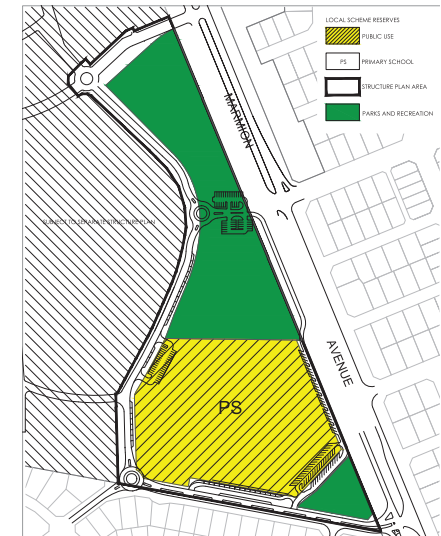 LOCAL SCHEME RESERVES
PUBLIC USE
PS PRIMARY SCHOOL
STRUCTURE PLAN AREA
PARKS AND RECREATION
MARMION
SUBJECT TO SEPARATE STRUCTURE PLAN
AVENUE
PS